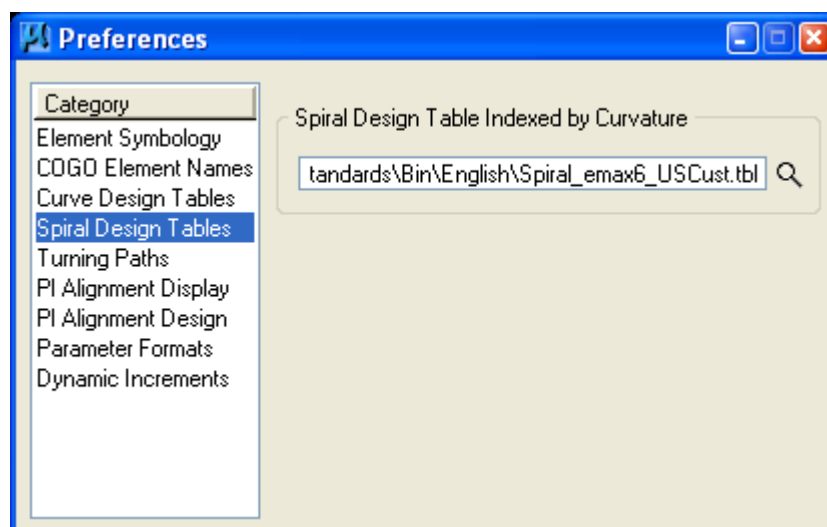 Preferences
Category
Element Symbology
COGO Element Names
Curve Design Tables
Spiral Design Tables
Turning Paths
PI Alignment Display
PI Alignment Design
Parameter Formats
Dynamic Increments
Spiral Design Table Indexed by Curvature
tandards\Bin\English\Spiral_emax6_USCust.tbl